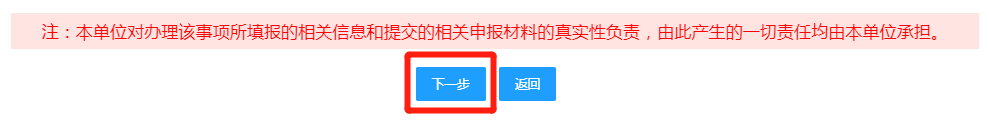 注：本单位对办理该事项所填报的相关信息和提交的相关申报材料的真实性负责，由此产生的一切责任均由本单位承担。
下一步 返回